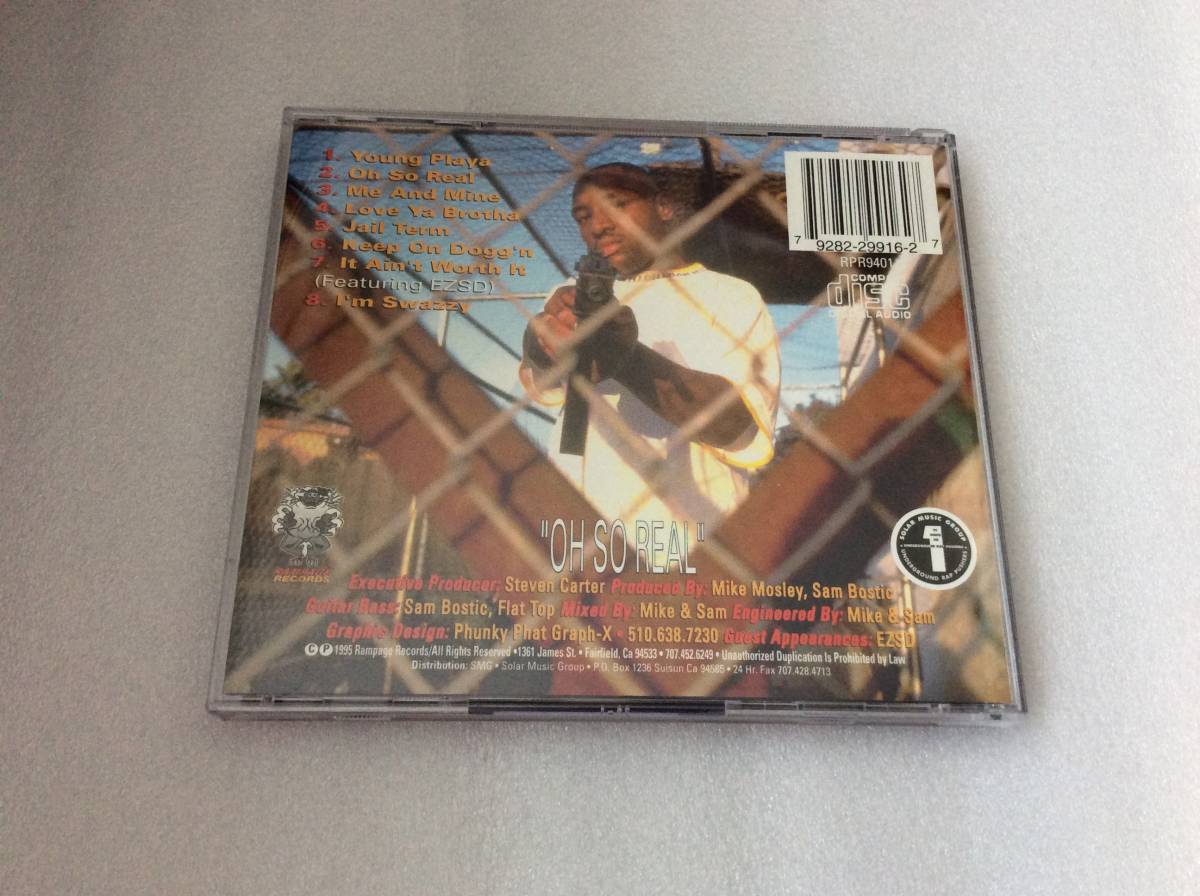 1. Young Playa
2. Oh So Real
3. Me And Mine
4. Love Ya Brotha
5. Jail Term
6. Keep On Dogg'n
7. It Ain't Worth It
(Featuring EZSD)
8. I'm Swazzy
7 9282-29916-2 7
RPR9401
COMPACT
disc
DIGITAL AUDIO
"OH SO REAL"
RAMPAGE
RECORDS
SOLAR MUSIC GROUP
UNDERGROUND RAP PUSHERS
Executive Producer: Steven Carter Produced By: Mike Mosley, Sam Bostic
Guitar Bass: Sam Bostic, Flat Top Mixed By: Mike & Sam Engineered By: Mike & Sam
Graphic Design: Phunky Phat Graph-X • 510.638.7230 Guest Appearances: EZSD
© ℗ 1995 Rampage Records/All Rights Reserved • 1361 James St. • Fairfield, Ca 94533 • 707.452.6249 • Unauthorized Duplication Is Prohibited by Law
Distribution: SMG • Solar Music Group • P.O. Box 1236 Suisun Ca 94585 • 24 Hr. Fax 707.428.4713